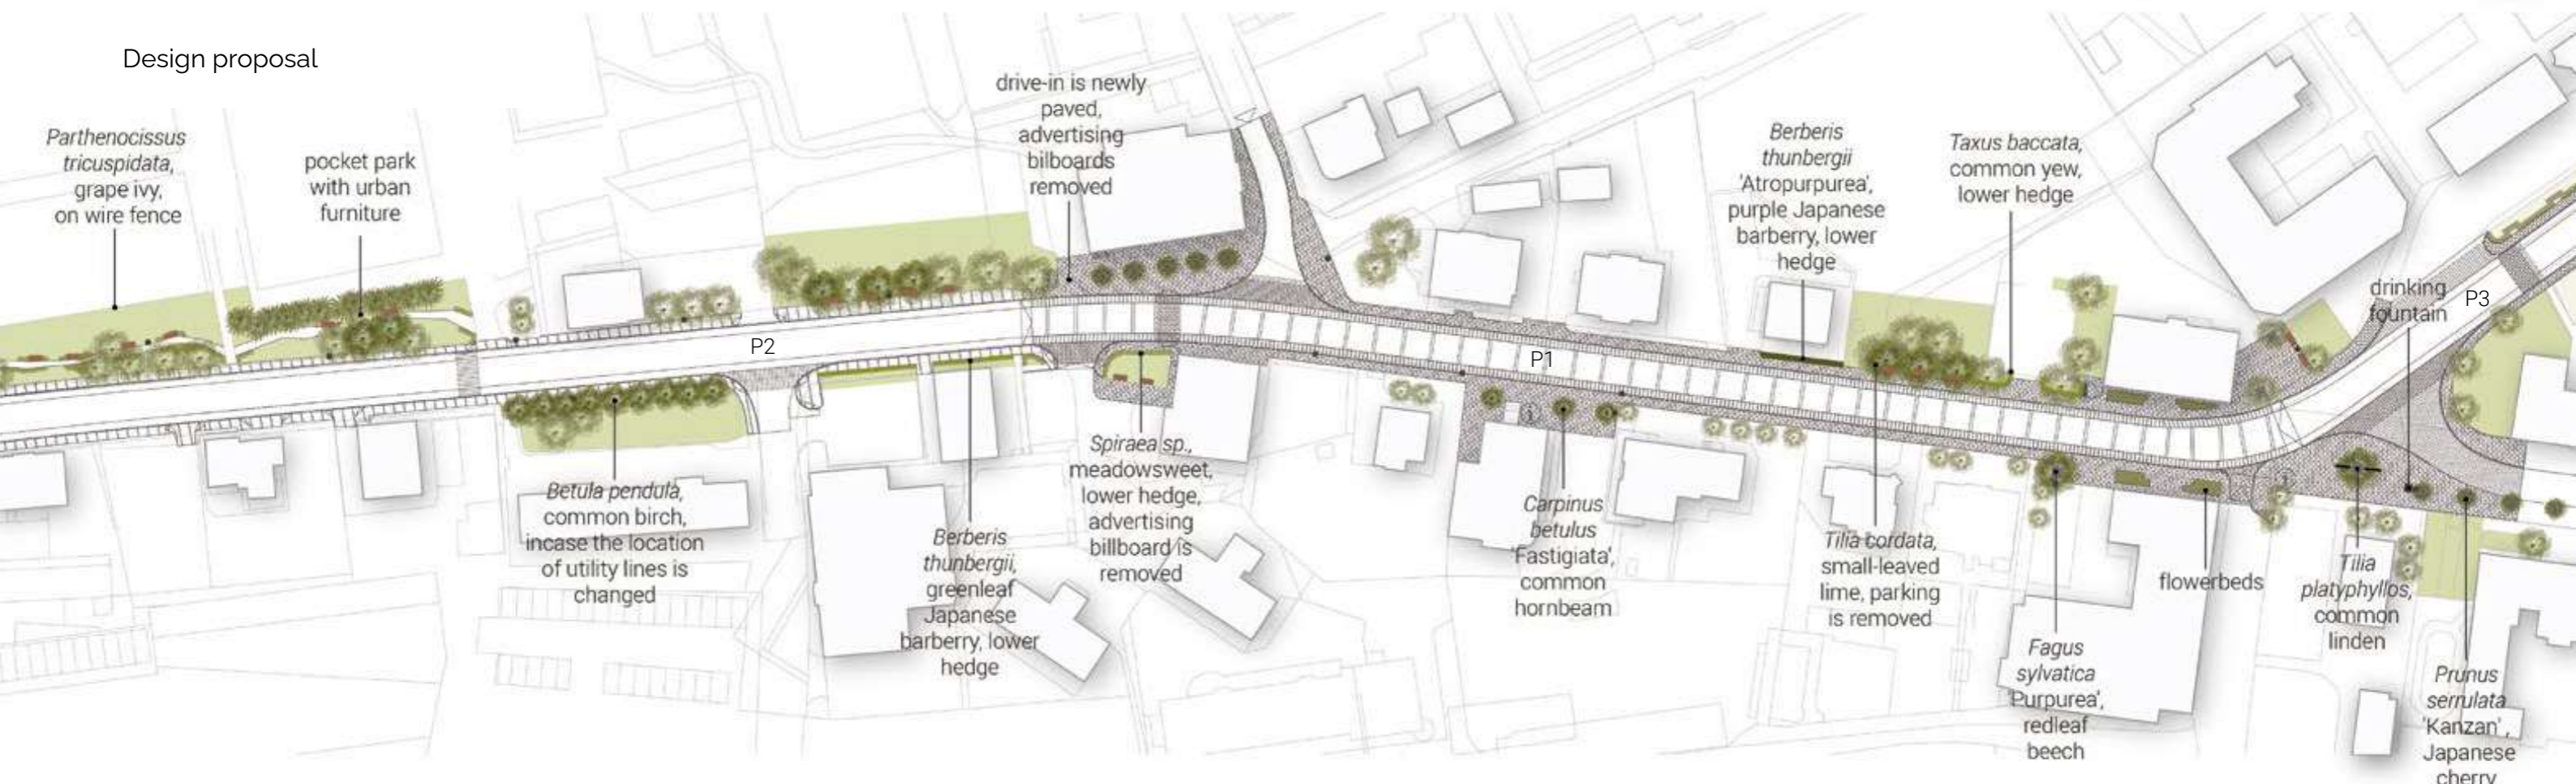 Design proposal
Parthenocissus
tricuspidata,
grape ivy,
on wire fence
pocket park
with urban
furniture
drive-in is newly
paved,
advertising
bilboards
removed
Berberis
thunbergii
'Atropurpurea',
purple Japanese
barberry, lower
hedge
Taxus baccata,
common yew,
lower hedge
drinking
fountain
P3
P2
P1
Betula pendula,
common birch,
incase the location
of utility lines is
changed
Berberis
thunbergii,
greenleaf
Japanese
barberry, lower
hedge
Spiraea sp.,
meadowsweet,
lower hedge,
advertising
billboard is
removed
Carpinus
betulus
'Fastigiata',
common
hornbeam
Tilia cordata,
small-leaved
lime, parking
is removed
Fagus
sylvatica
'Purpurea',
redleaf
beech
flowerbeds
Tilia
platyphyllos,
common
linden
Prunus
serrulata
'Kanzan',
Japanese
cherry